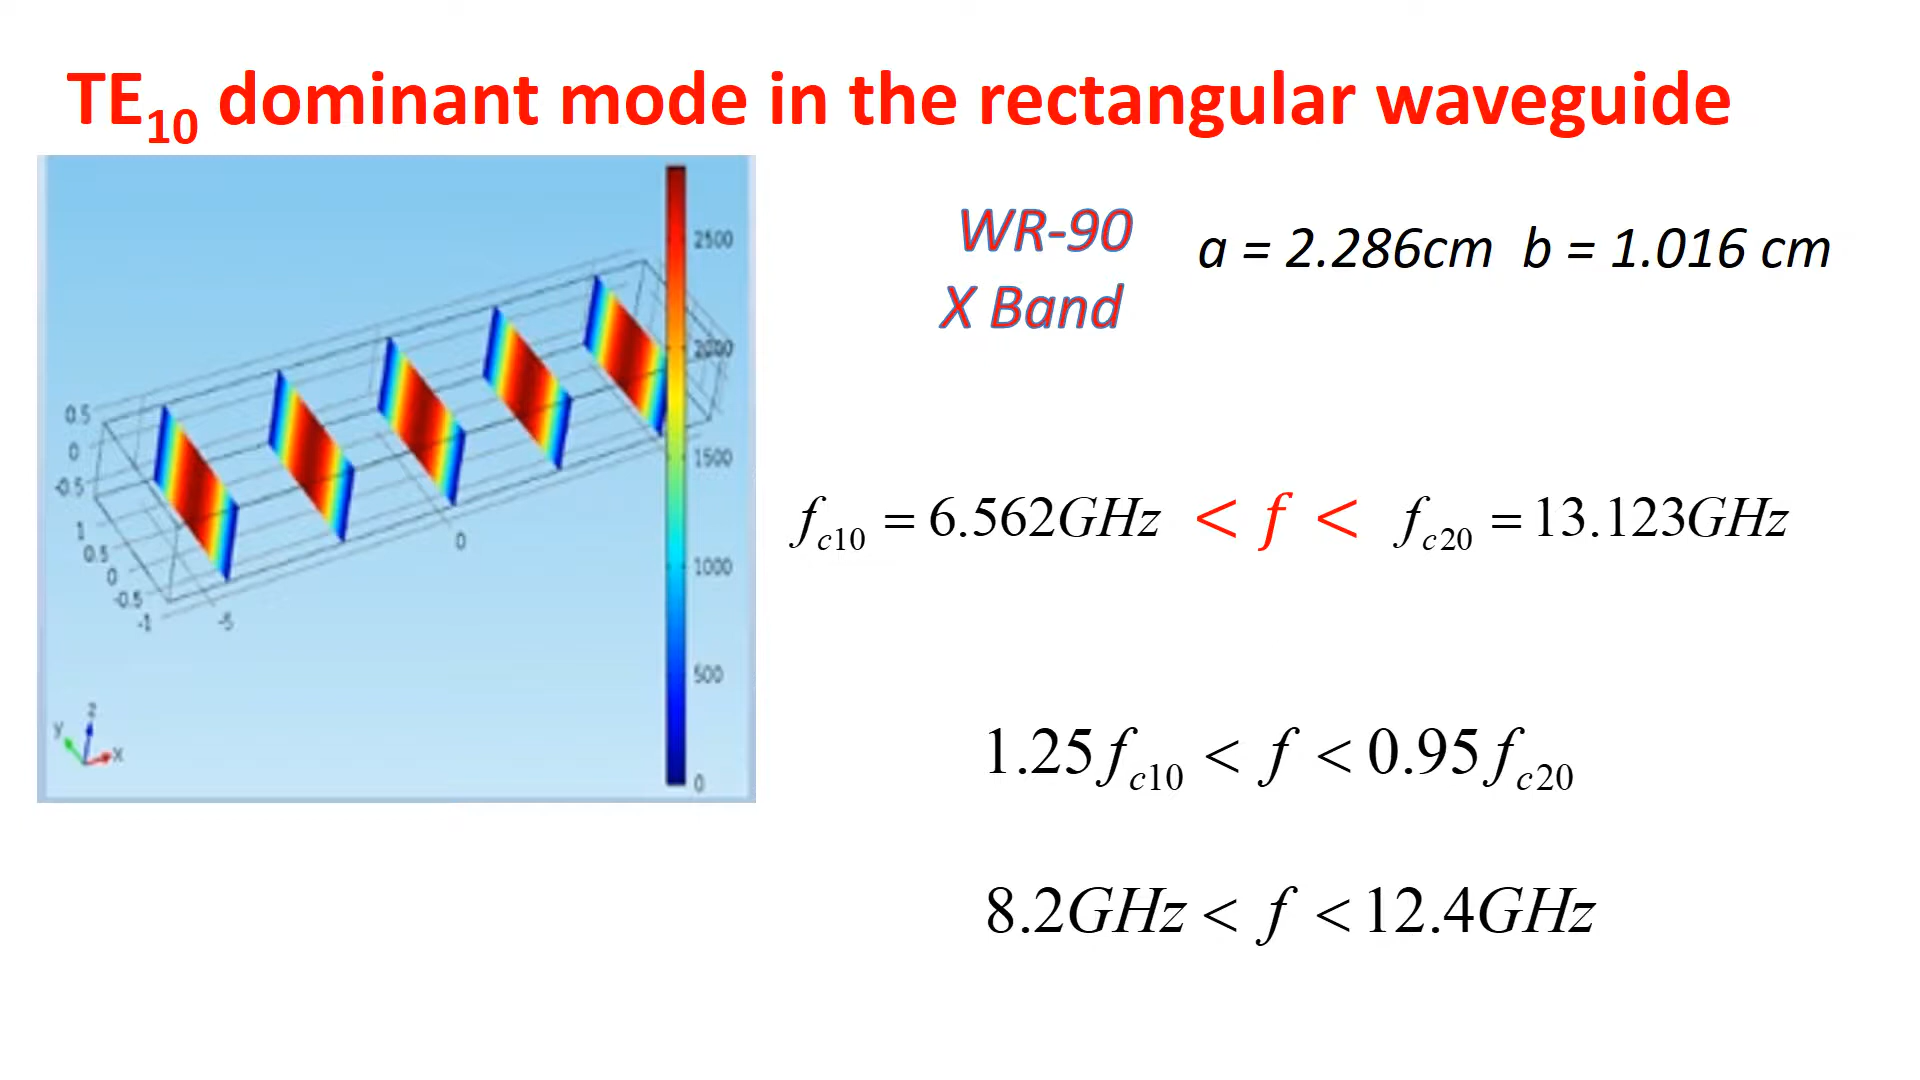 TE10 dominant mode in the rectangular waveguide
WR-90
X Band
a = 2.286cm b = 1.016 cm
2500
2000
1500
1000
500
0
0.5
0
-0.5
1
0.5
0
-0.5
-1
-5
0
z
y
x
fc10 = 6.562GHz < f < fc20 = 13.123GHz
1.25fc10 < f < 0.95fc20
8.2GHz < f < 12.4GHz